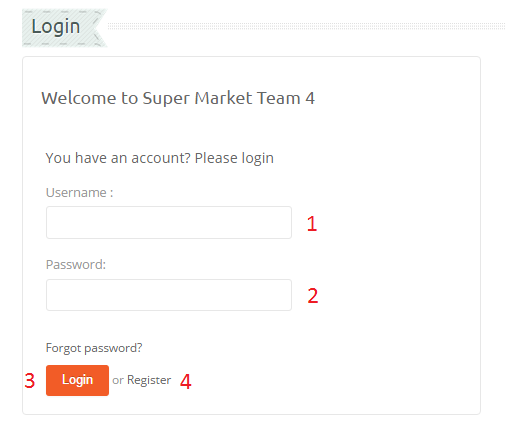 Login
Welcome to Super Market Team 4
You have an account? Please login
Username :
1
Password:
2
Forgot password?
3 Login or Register 4